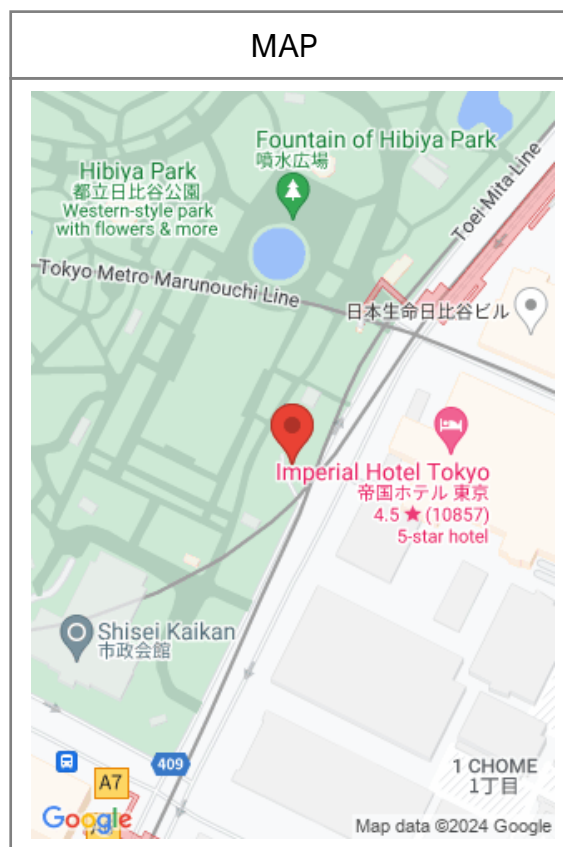 MAP
Fountain of Hibiya Park
噴水広場
Hibiya Park
都立日比谷公園
Western-style park
with flowers & more
Toei Mita Line
Tokyo Metro Marunouchi Line
日本生命日比谷ビル
Imperial Hotel Tokyo
帝国ホテル 東京
4.5 ★ (10857)
5-star hotel
Shisei Kaikan
市政会館
409
A7
1 CHOME
1丁目
Google
Map data ©2024 Google